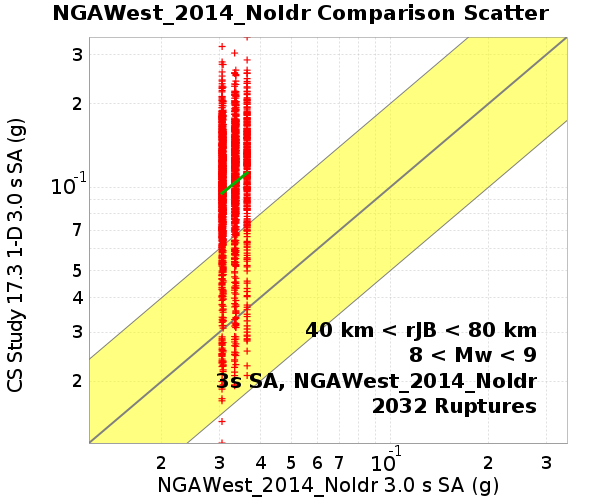 NGAWest_2014_NoIdr Comparison Scatter
CS Study 17.3 1-D 3.0 s SA (g)
3
2
10-1
7
5
4
3
2
40 km < rJB < 80 km
8 < Mw < 9
3s SA, NGAWest_2014_NoIdr
2032 Ruptures
2 3 4 5 6 7 10-1 2 3
NGAWest_2014_NoIdr 3.0 s SA (g)